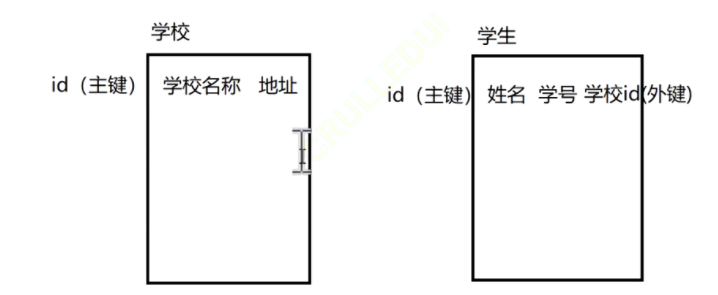 学校
id（主键） 学校名称 地址
学生
id（主键） 姓名 学号 学校id(外键)